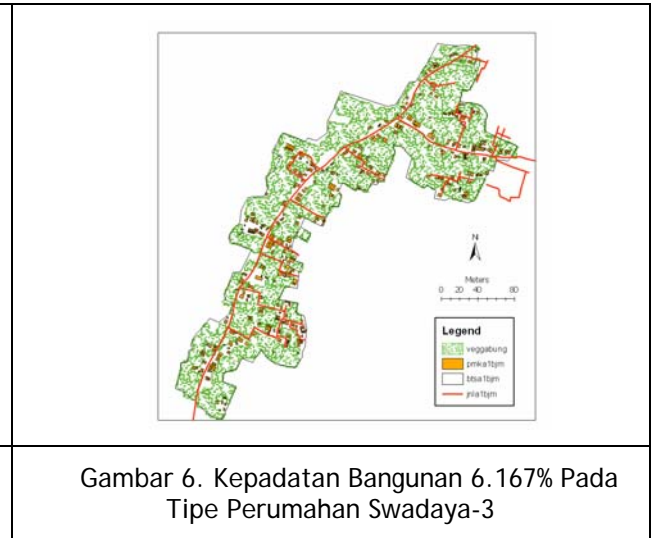 N
Meters
0 20 40 80
Legend
veggabung
pmka1bjm
btsa1bjm
jnla1bjm
Gambar 6. Kepadatan Bangunan 6.167% Pada
Tipe Perumahan Swadaya-3